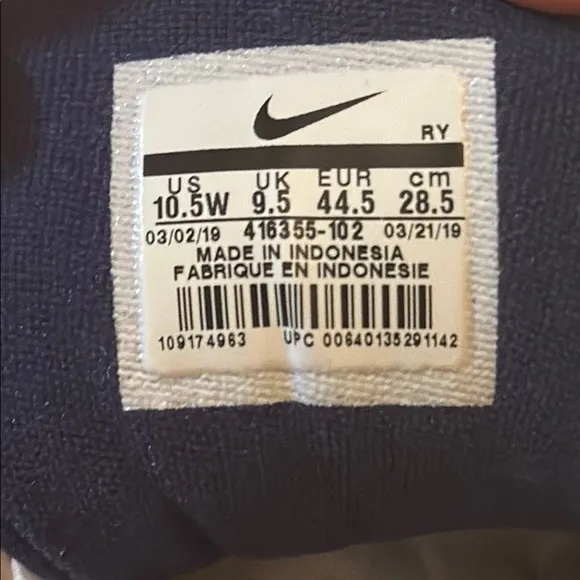 RY
US UK EUR cm
10.5W 9.5 44.5 28.5
03/02/19 416355-102 03/21/19
MADE IN INDONESIA
FABRIQUE EN INDONESIE
109174963 UPC 00640135291142